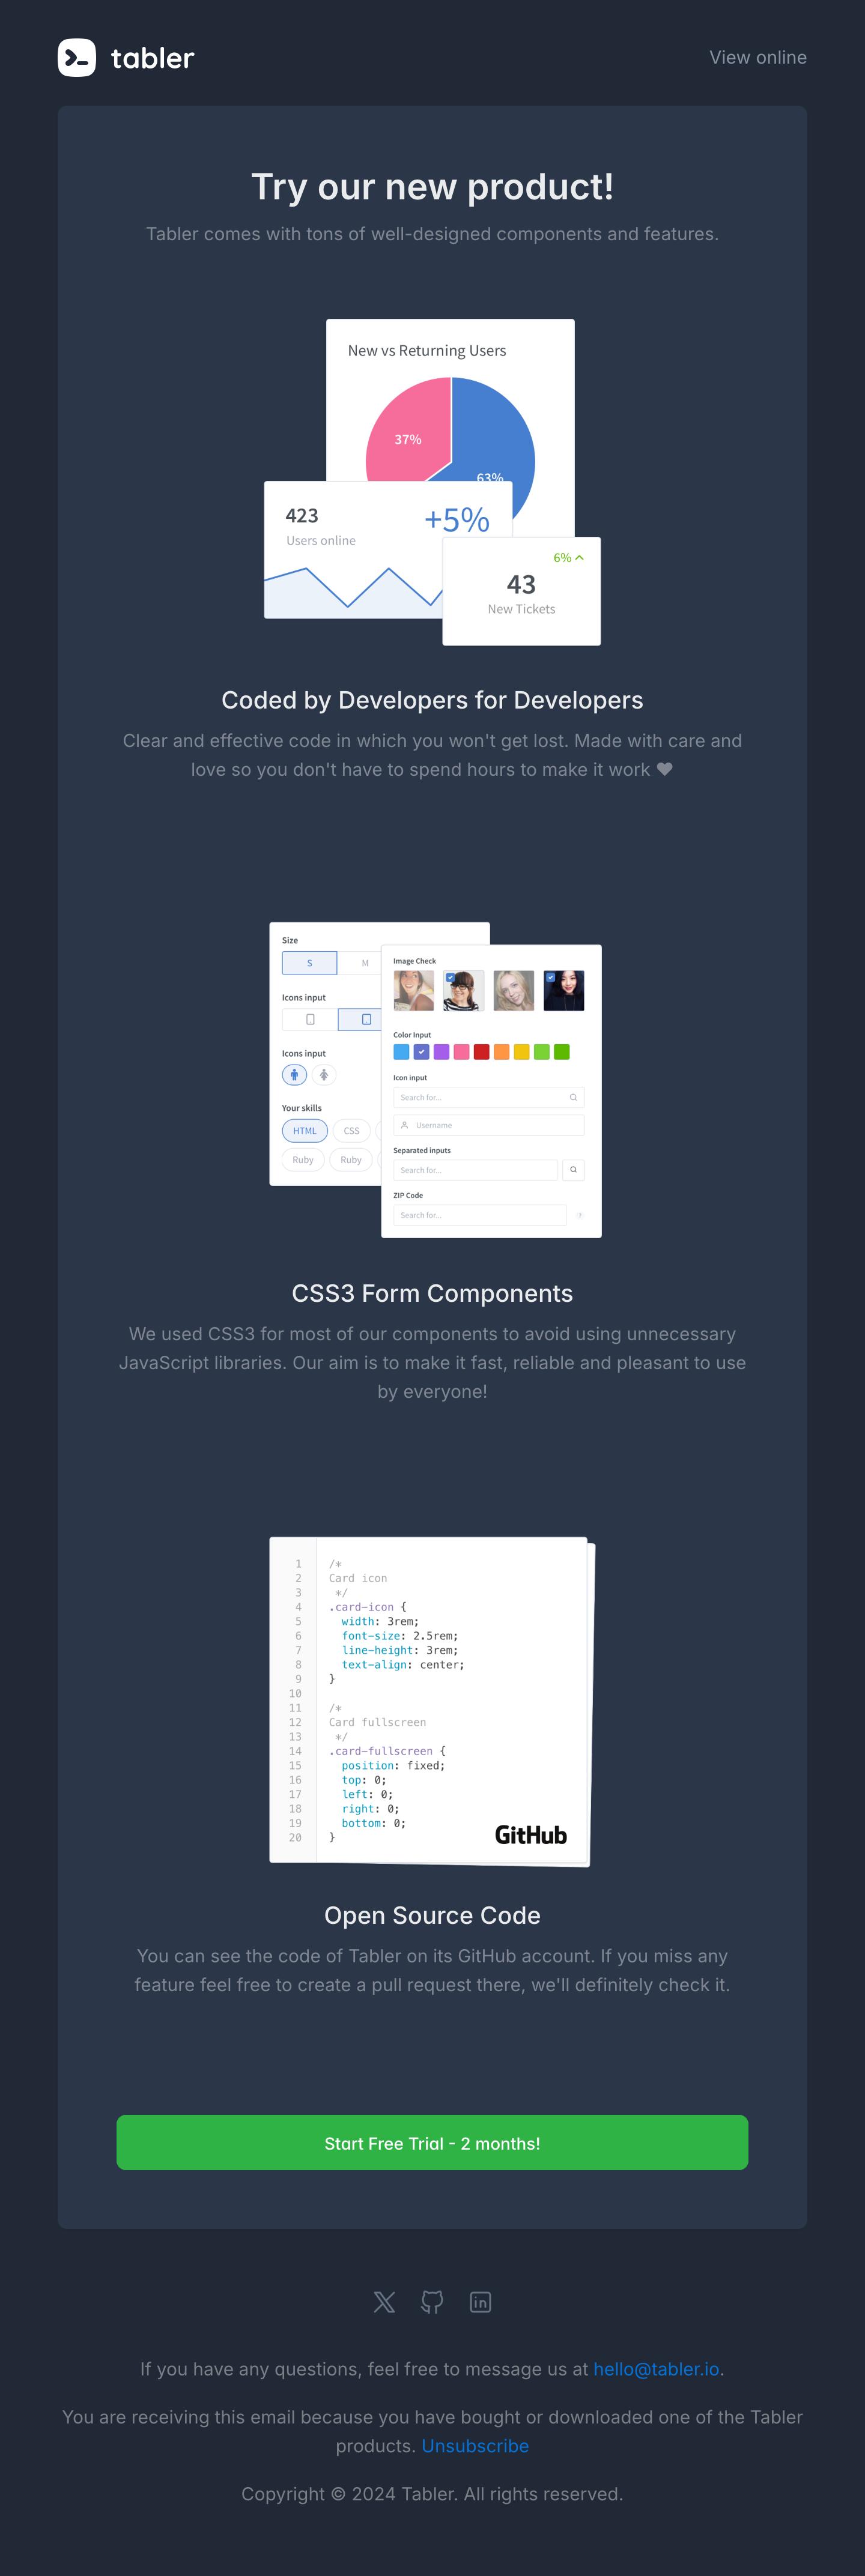 tabler
View online
Try our new product!
Tabler comes with tons of well-designed components and features.
New vs Returning Users
37%
63%
423
Users online
+5%
6%
43
New Tickets
Coded by Developers for Developers
Clear and effective code in which you won't get lost. Made with care and
love so you don't have to spend hours to make it work ♥
Size
S
M
Icons input
Icons input
Your skills
HTML
CSS
Ruby
Ruby
Image Check
Color Input
Icon input
Search for...
Username
Separated inputs
Search for...
ZIP Code
Search for...
?
CSS3 Form Components
We used CSS3 for most of our components to avoid using unnecessary
JavaScript libraries. Our aim is to make it fast, reliable and pleasant to use
by everyone!
1 /*
2 Card icon
3 */
4 .card-icon {
5 width: 3rem;
6 font-size: 2.5rem;
7 line-height: 3rem;
8 text-align: center;
9 }
10
11 /*
12 Card fullscreen
13 */
14 .card-fullscreen {
15 position: fixed;
16 top: 0;
17 left: 0;
18 right: 0;
19 bottom: 0;
20 }
GitHub
Open Source Code
You can see the code of Tabler on its GitHub account. If you miss any
feature feel free to create a pull request there, we'll definitely check it.
Start Free Trial - 2 months!
If you have any questions, feel free to message us at hello@tabler.io.
You are receiving this email because you have bought or downloaded one of the Tabler
products. Unsubscribe
Copyright © 2024 Tabler. All rights reserved.